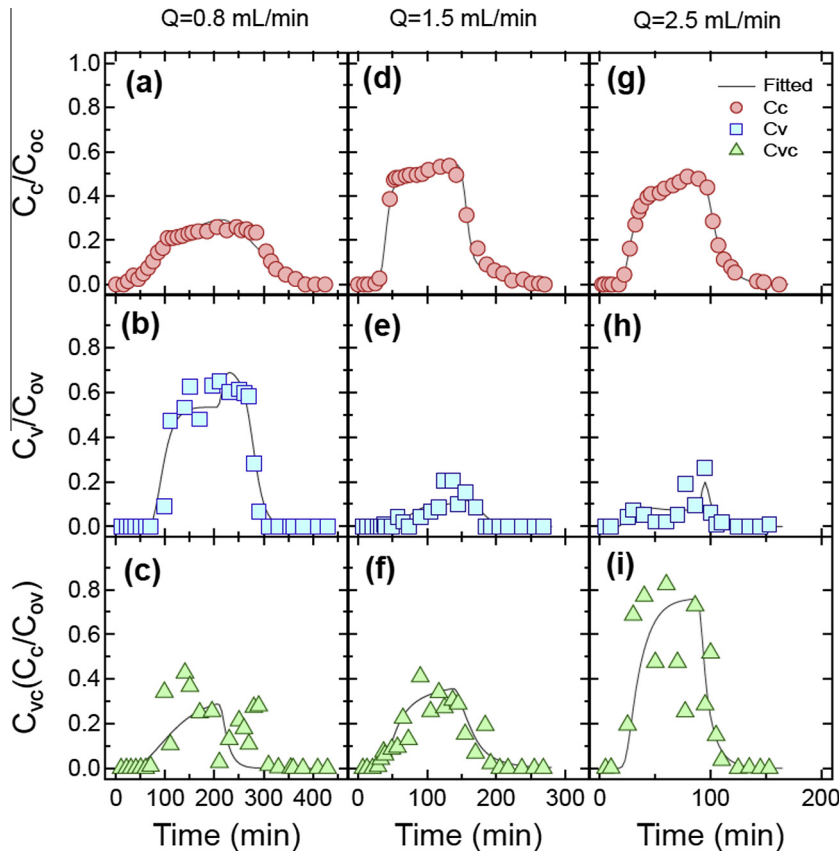 Q=0.8 mL/min Q=1.5 mL/min Q=2.5 mL/min
1.0 (a) (d) (g) Fitted
0.8 Cc
Cv
0.6 Cvc
0.4
0.2
0.0
Cc/Coc
(b) (e) (h)
0.8
0.6
0.4
0.2
0.0
Cv/Cov
(c) (f) (i)
0.8
0.6
0.4
0.2
0.0
Cvc(Cc/Cov)
0 100 200 300 400 0 100 200 300 0 100 200
Time (min) Time (min) Time (min)